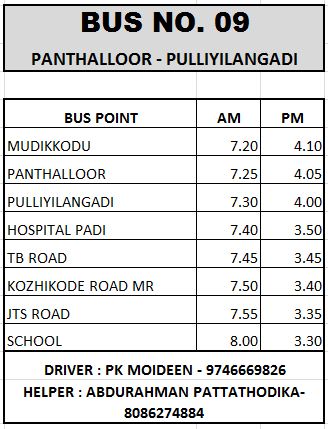 BUS NO. 09
PANTHALLOOR - PULLIYILANGADI
BUS POINT AM PM
MUDIKKODU 7.20 4.10
PANTHALLOOR 7.25 4.05
PULLIYILANGADI 7.30 4.00
HOSPITAL PADI 7.40 3.50
TB ROAD 7.45 3.45
KOZHIKODE ROAD MR 7.50 3.40
JTS ROAD 7.55 3.35
SCHOOL 8.00 3.30
DRIVER : PK MOIDEEN - 9746669826
HELPER : ABDURAHMAN PATTATHODIKA-
8086274884